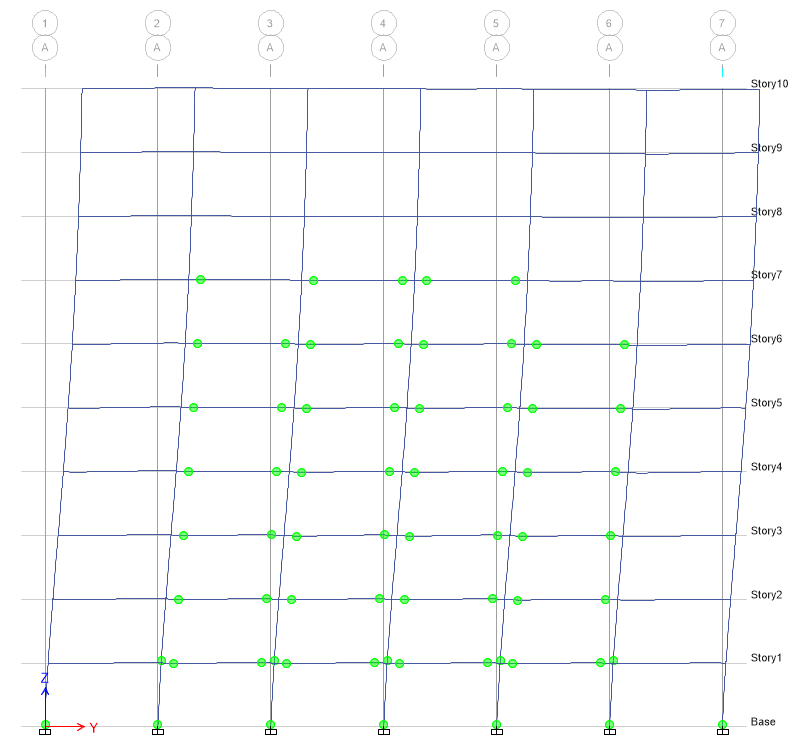 1 2 3 4 5 6 7
A A A A A A A
Story10
Story9
Story8
Story7
Story6
Story5
Story4
Story3
Story2
Story1
Z
Base
Y